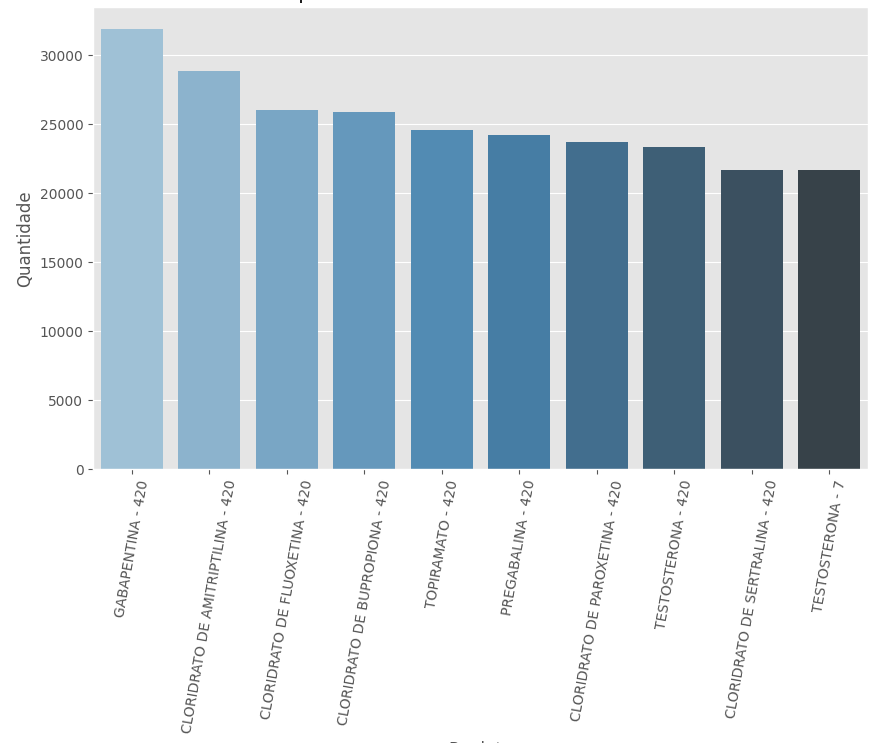 Quantidade
30000
25000
20000
15000
10000
5000
0
GABAPENTINA - 420
CLORIDRATO DE AMITRIPTILINA - 420
CLORIDRATO DE FLUOXETINA - 420
CLORIDRATO DE BUPROPIONA - 420
TOPIRAMATO - 420
PREGABALINA - 420
CLORIDRATO DE PAROXETINA - 420
TESTOSTERONA - 420
CLORIDRATO DE SERTRALINA - 420
TESTOSTERONA - 7